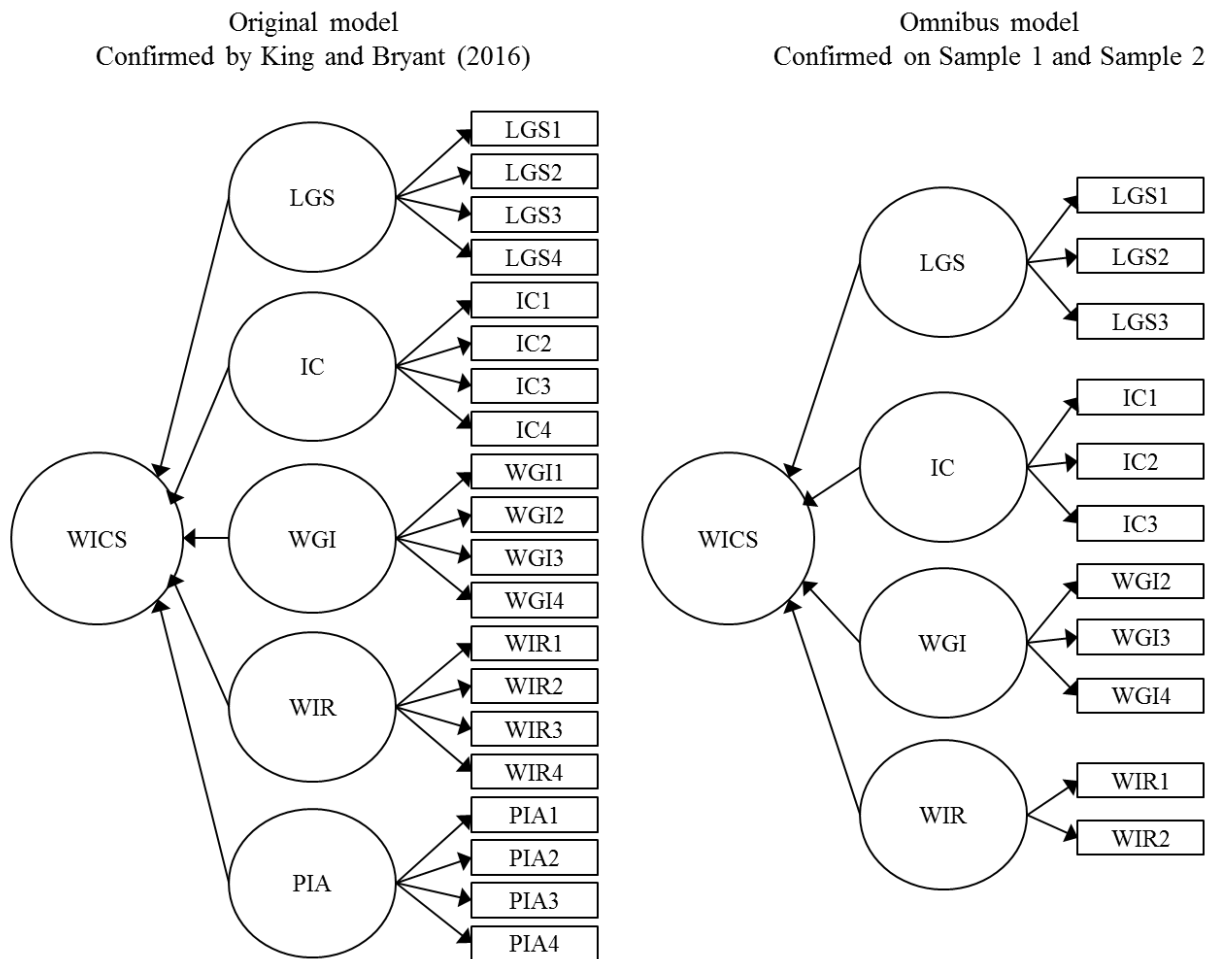 Original model
Confirmed by King and Bryant (2016)
LGS1
LGS2
LGS
LGS3
LGS4
IC1
IC2
IC
IC3
IC4
WGI1
WGI2
WICS
WGI
WGI3
WGI4
WIR1
WIR2
WIR
WIR3
WIR4
PIA1
PIA2
PIA
PIA3
PIA4
Omnibus model
Confirmed on Sample 1 and Sample 2
LGS1
LGS
LGS2
LGS3
IC1
IC
IC2
IC3
WICS
WGI2
WGI
WGI3
WGI4
WIR1
WIR
WIR2